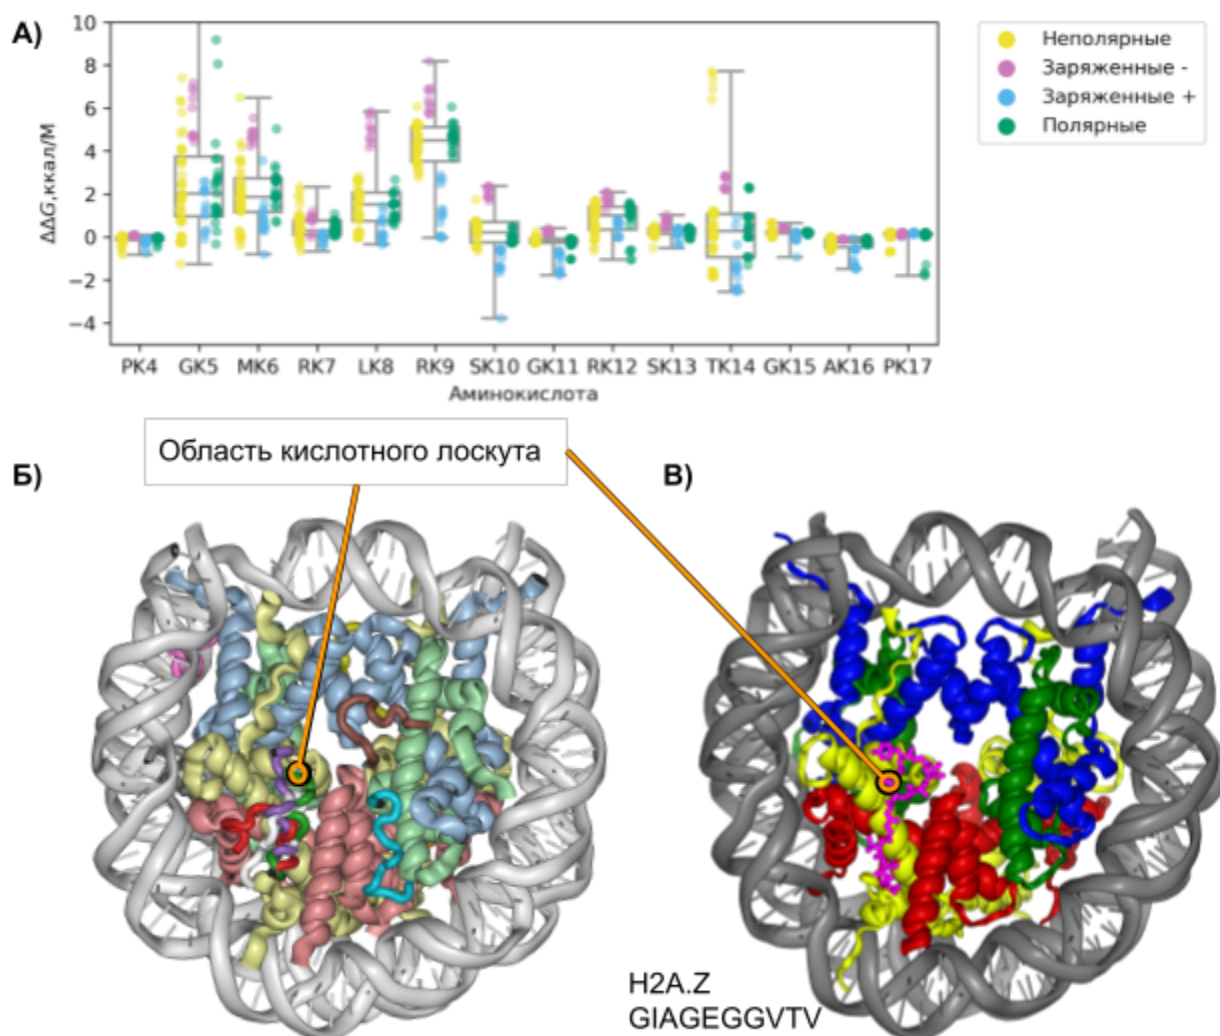 А)
10
8
6
4
2
0
−2
−4
ΔΔG,ккал/М
PK4 GK5 MK6 RK7 LK8 RK9 SK10 GK11 RK12 SK13 TK14 GK15 AK16 PK17
Аминокислота
Неполярные
Заряженные -
Заряженные +
Полярные
Область кислотного лоскута
Б)
В)
H2A.Z
GIAGEGGVTV